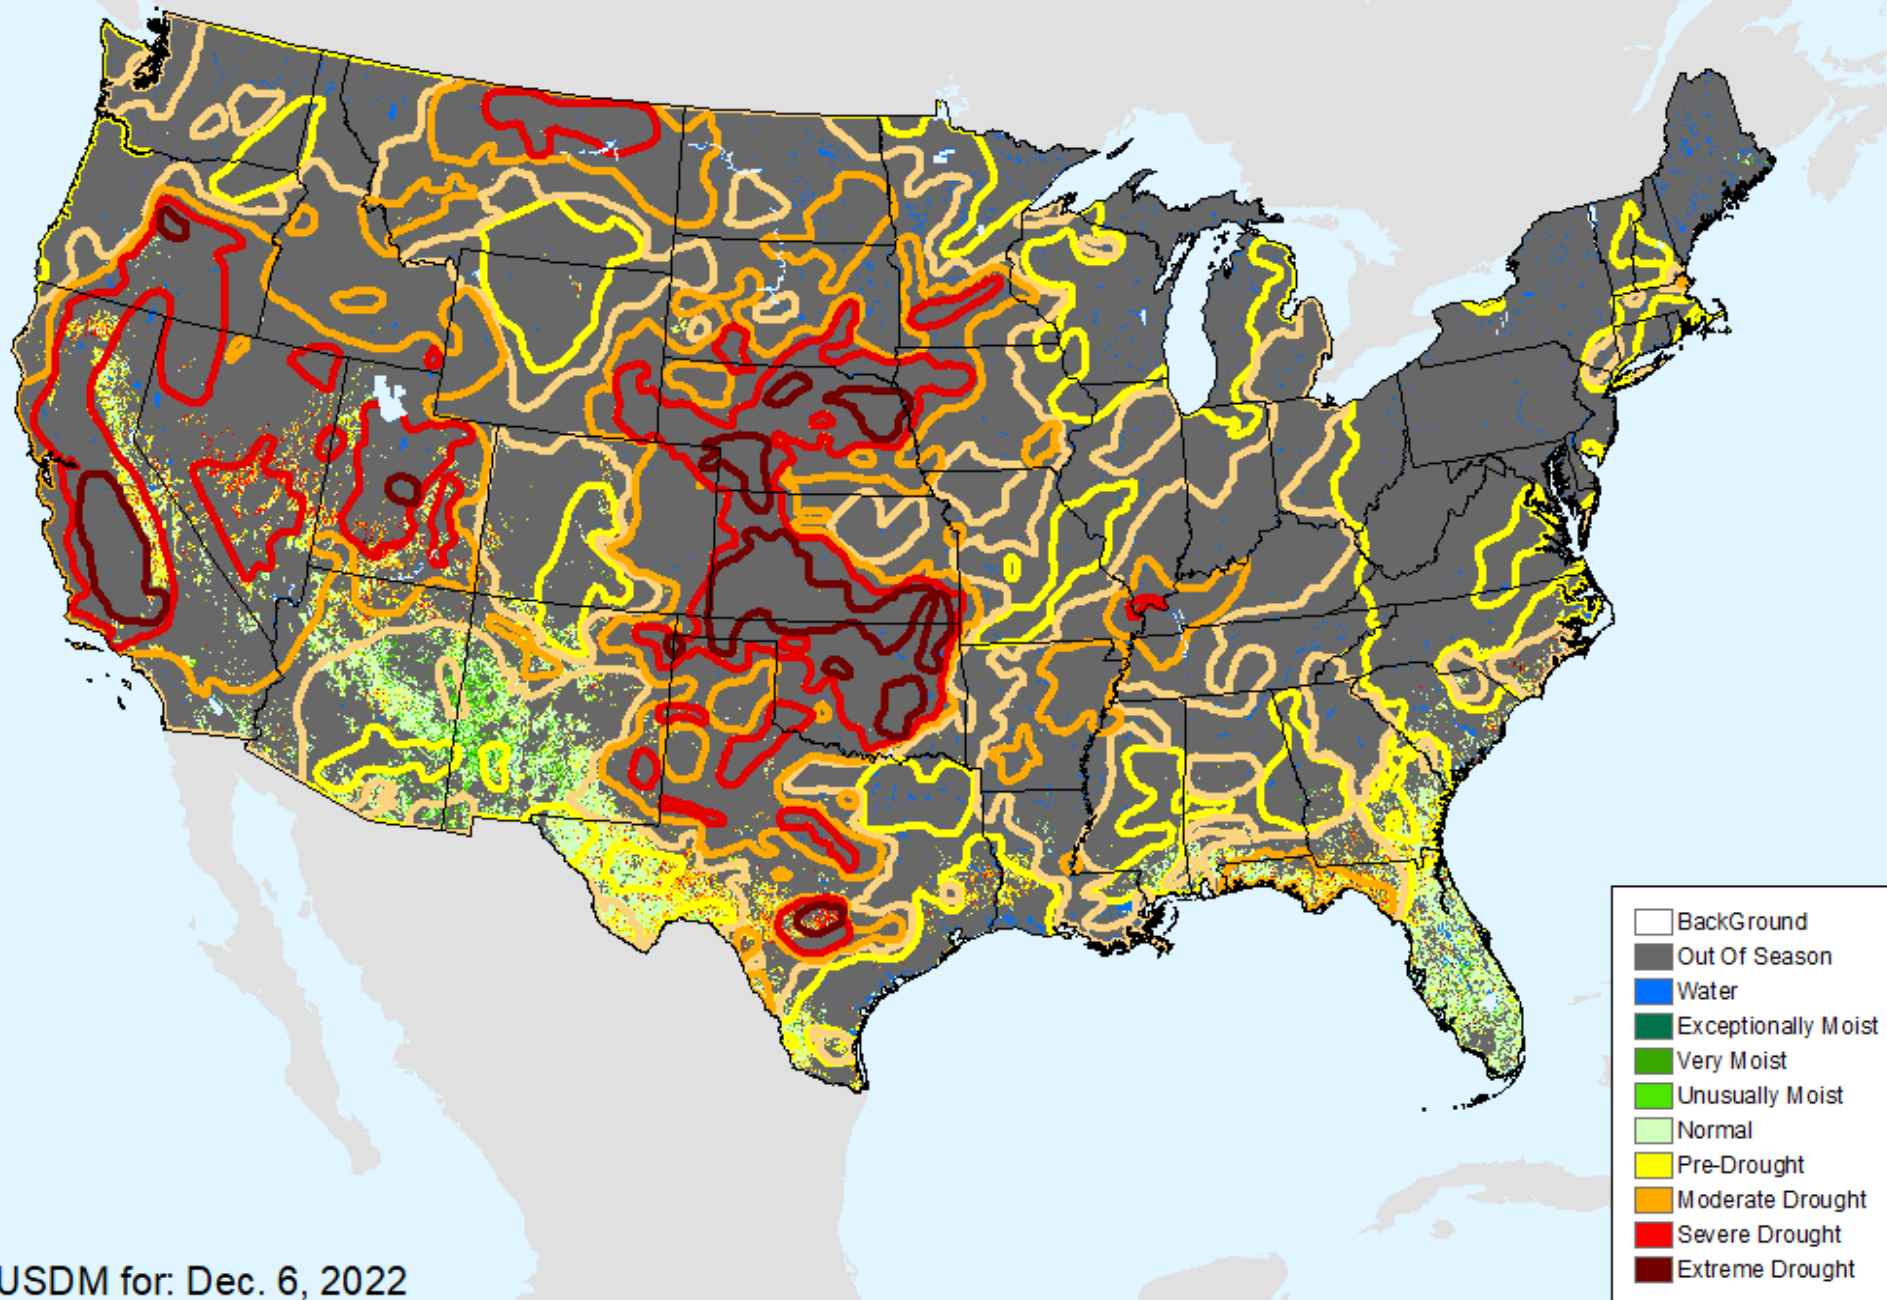 BackGround
Out Of Season
Water
Exceptionally Moist
Very Moist
Unusually Moist
Normal
Pre-Drought
Moderate Drought
Severe Drought
Extreme Drought
USDM for: Dec. 6, 2022